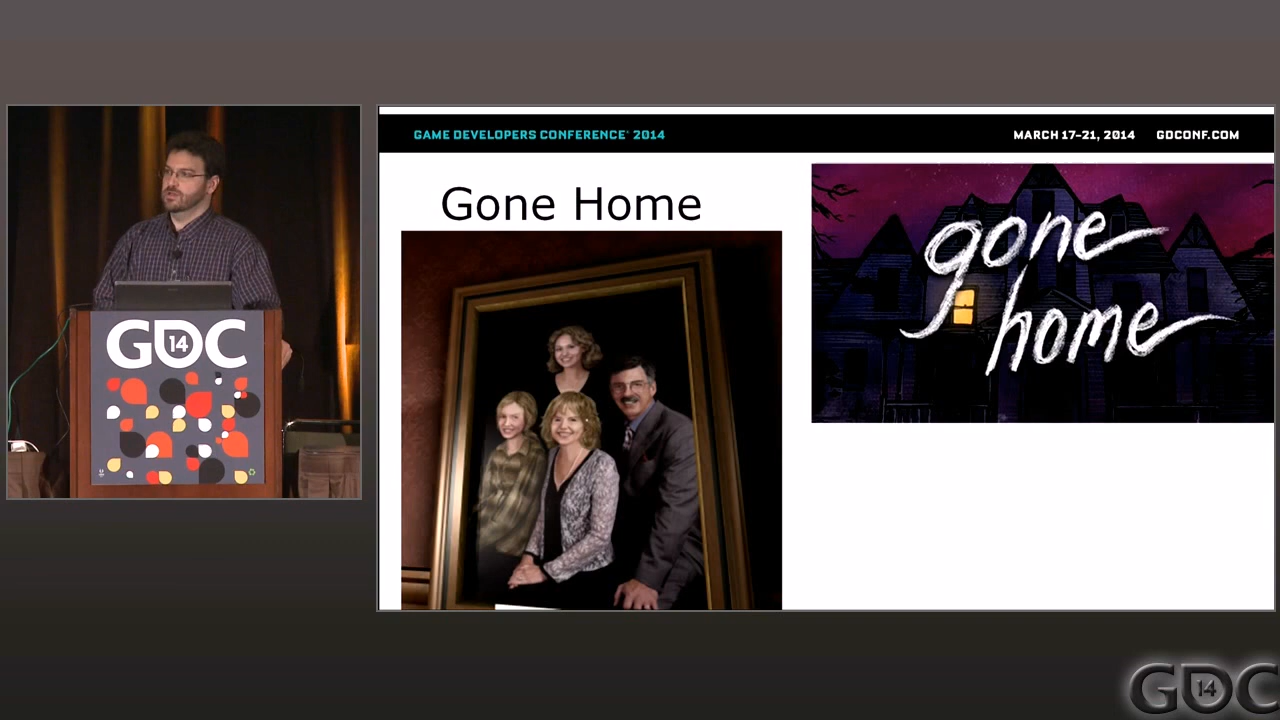 GAME DEVELOPERS CONFERENCE® 2014
MARCH 17–21, 2014 GDCONF.COM
Gone Home
gone
home
GDC
14
GDC
14